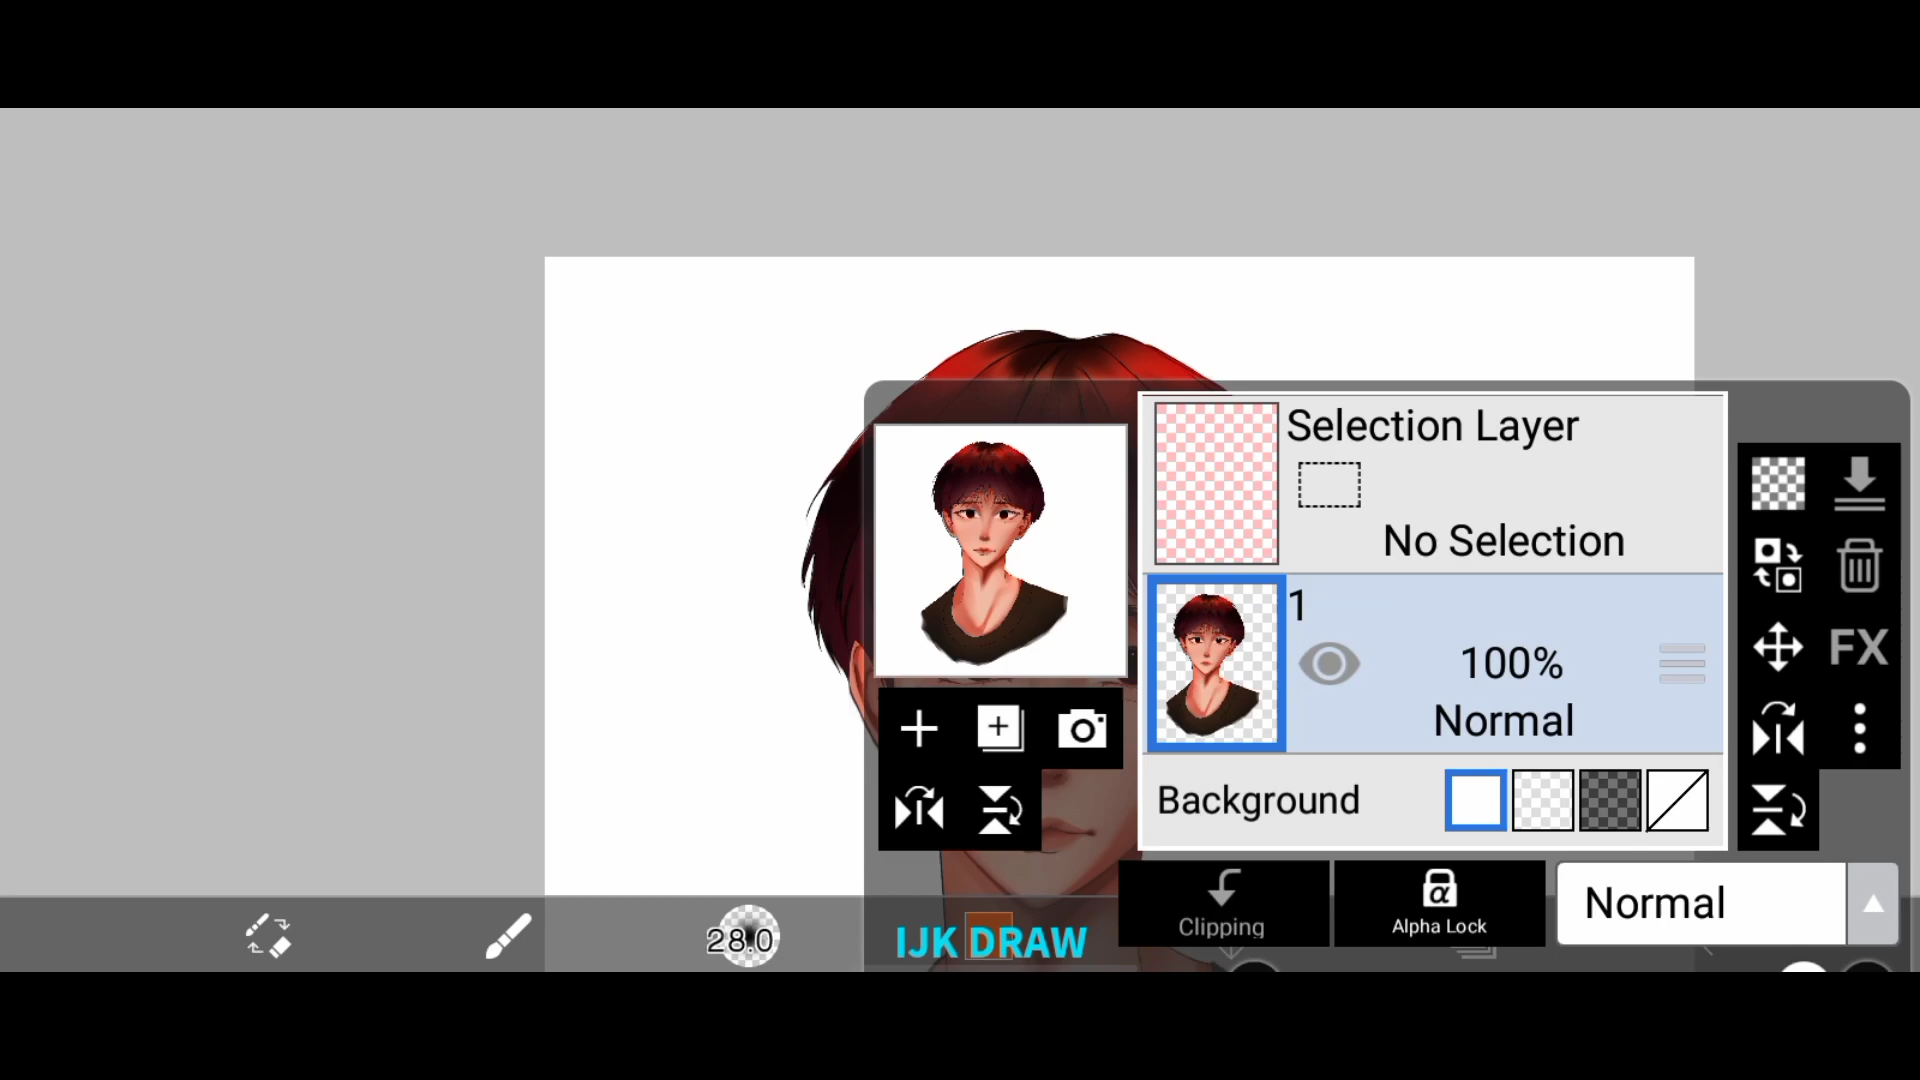 Selection Layer
No Selection
1
100%
Normal
FX
Background
28.0
IJK DRAW
Clipping
α
Alpha Lock
Normal